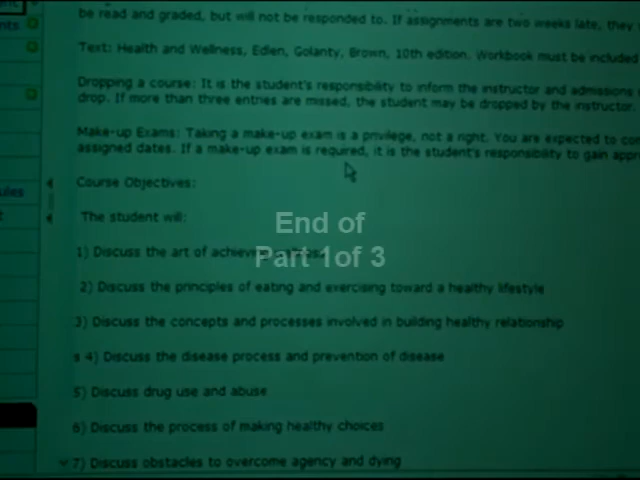 be read and graded, but will not be responded to. If assignments are two weeks late, they
Text: Health and Wellness, Edlen, Golanty, Brown, 10th edition. Workbook must be included
Dropping a course: It is the student's responsibility to inform the instructor and admissions
drop. If more than three entries are missed, the student may be dropped by the instructor.
Make-up Exams: Taking a make-up exam is a privilege, not a right. You are expected to
assigned dates. If a make-up exam is required, it is the student's responsibility to gain
Course Objectives:
The student will:
End of
Part 1of 3
1) Discuss the art of achieving
2) Discuss the principles of eating and exercising toward a healthy lifestyle
3) Discuss the concepts and processes involved in building healthy relationship
s 4) Discuss the disease process and prevention of disease
5) Discuss drug use and abuse
6) Discuss the process of making healthy choices
7) Discuss obstacles to overcome agency and dying